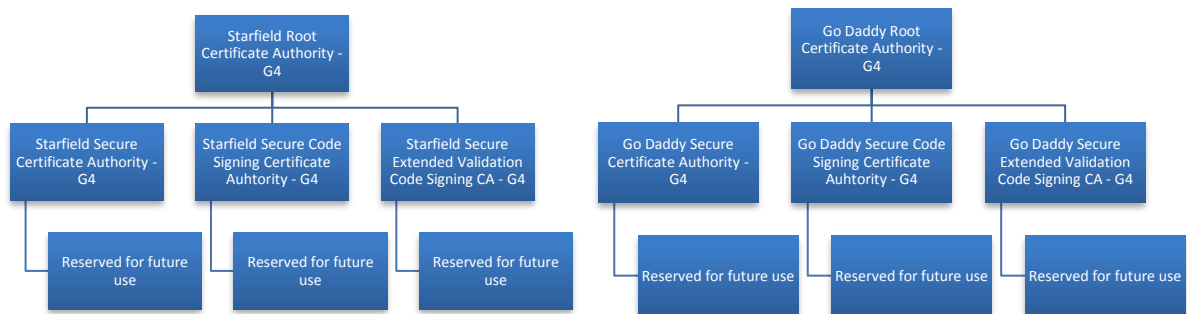 Starfield Root
Certificate Authority -
G4
Go Daddy Root
Certificate Authority -
G4
Starfield Secure
Certificate Authority -
G4
Starfield Secure Code
Signing Certificate
Auhtority - G4
Starfield Secure
Extended Validation
Code Signing CA - G4
Go Daddy Secure
Certificate Authority -
G4
Go Daddy Secure Code
Signing Certificate
Auhtority - G4
Go Daddy Secure
Extended Validation
Code Signing CA - G4
Reserved for future
use
Reserved for future
use
Reserved for future
use
Reserved for future use
Reserved for future use
Reserved for future use